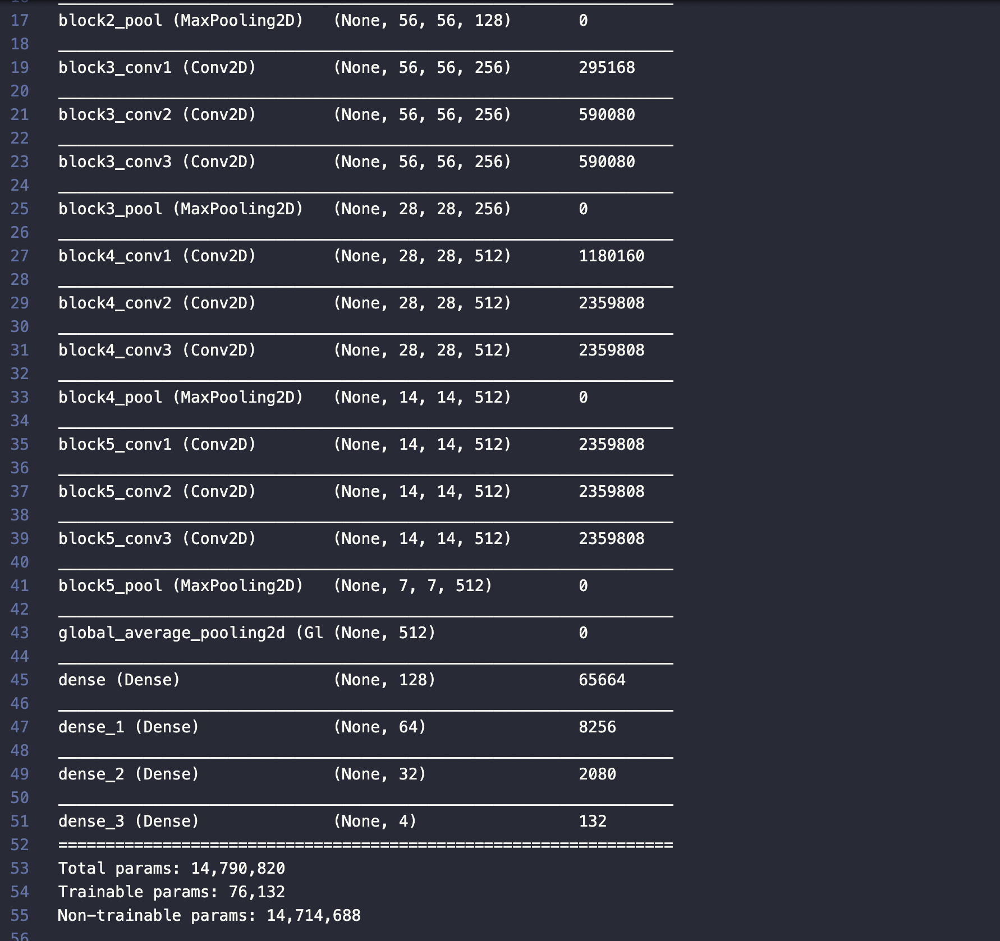 17 block2_pool (MaxPooling2D) (None, 56, 56, 128) 0
18 _________________________________________________________________
19 block3_conv1 (Conv2D) (None, 56, 56, 256) 295168
20 _________________________________________________________________
21 block3_conv2 (Conv2D) (None, 56, 56, 256) 590080
22 _________________________________________________________________
23 block3_conv3 (Conv2D) (None, 56, 56, 256) 590080
24 _________________________________________________________________
25 block3_pool (MaxPooling2D) (None, 28, 28, 256) 0
26 _________________________________________________________________
27 block4_conv1 (Conv2D) (None, 28, 28, 512) 1180160
28 _________________________________________________________________
29 block4_conv2 (Conv2D) (None, 28, 28, 512) 2359808
30 _________________________________________________________________
31 block4_conv3 (Conv2D) (None, 28, 28, 512) 2359808
32 _________________________________________________________________
33 block4_pool (MaxPooling2D) (None, 14, 14, 512) 0
34 _________________________________________________________________
35 block5_conv1 (Conv2D) (None, 14, 14, 512) 2359808
36 _________________________________________________________________
37 block5_conv2 (Conv2D) (None, 14, 14, 512) 2359808
38 _________________________________________________________________
39 block5_conv3 (Conv2D) (None, 14, 14, 512) 2359808
40 _________________________________________________________________
41 block5_pool (MaxPooling2D) (None, 7, 7, 512) 0
42 _________________________________________________________________
43 global_average_pooling2d (Gl (None, 512) 0
44 _________________________________________________________________
45 dense (Dense) (None, 128) 65664
46 _________________________________________________________________
47 dense_1 (Dense) (None, 64) 8256
48 _________________________________________________________________
49 dense_2 (Dense) (None, 32) 2080
50 _________________________________________________________________
51 dense_3 (Dense) (None, 4) 132
52 =================================================================
53 Total params: 14,790,820
54 Trainable params: 76,132
55 Non-trainable params: 14,714,688
56